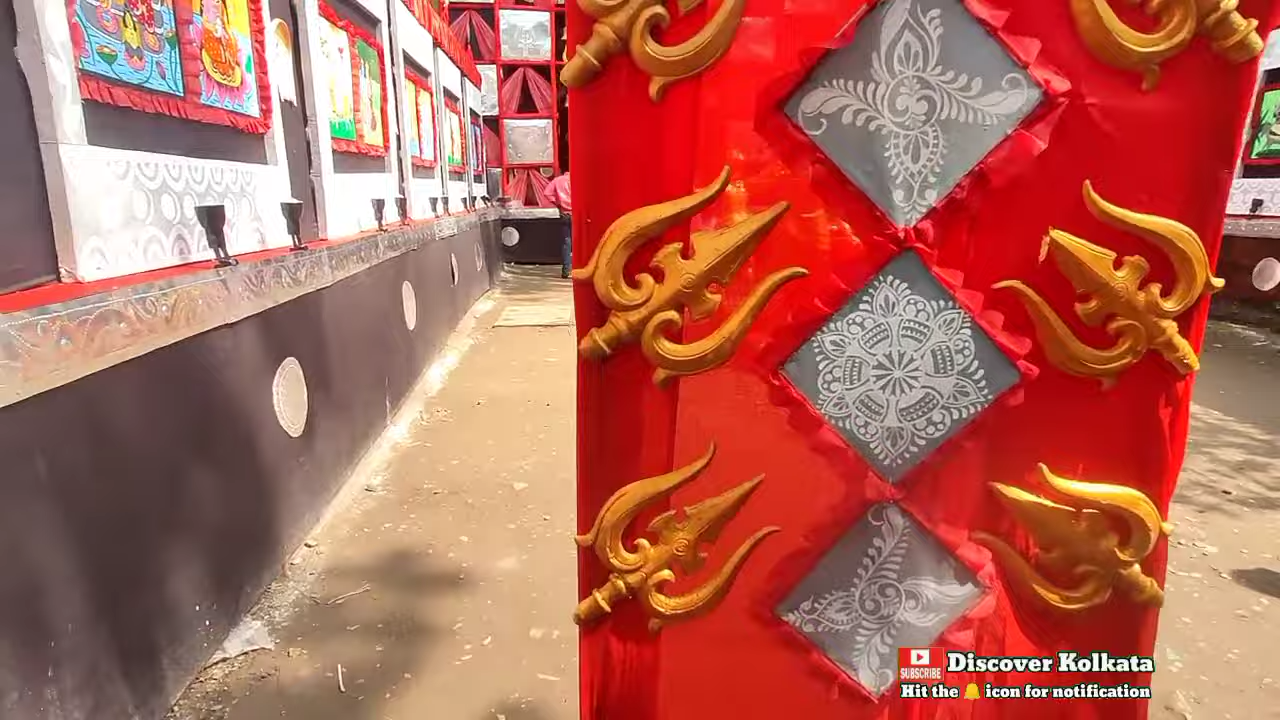 SUBSCRIBE Discover Kolkata
Hit the 🔔 icon for notification